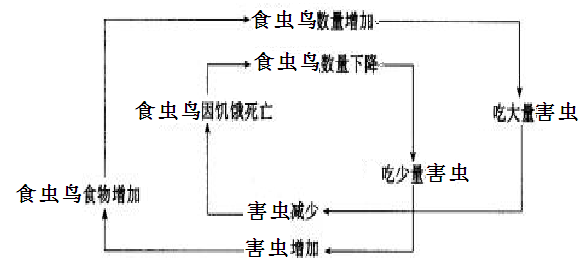 食虫鸟数量增加
食虫鸟数量下降
食虫鸟因饥饿死亡
吃大量害虫
吃少量害虫
食虫鸟食物增加
害虫减少
害虫增加